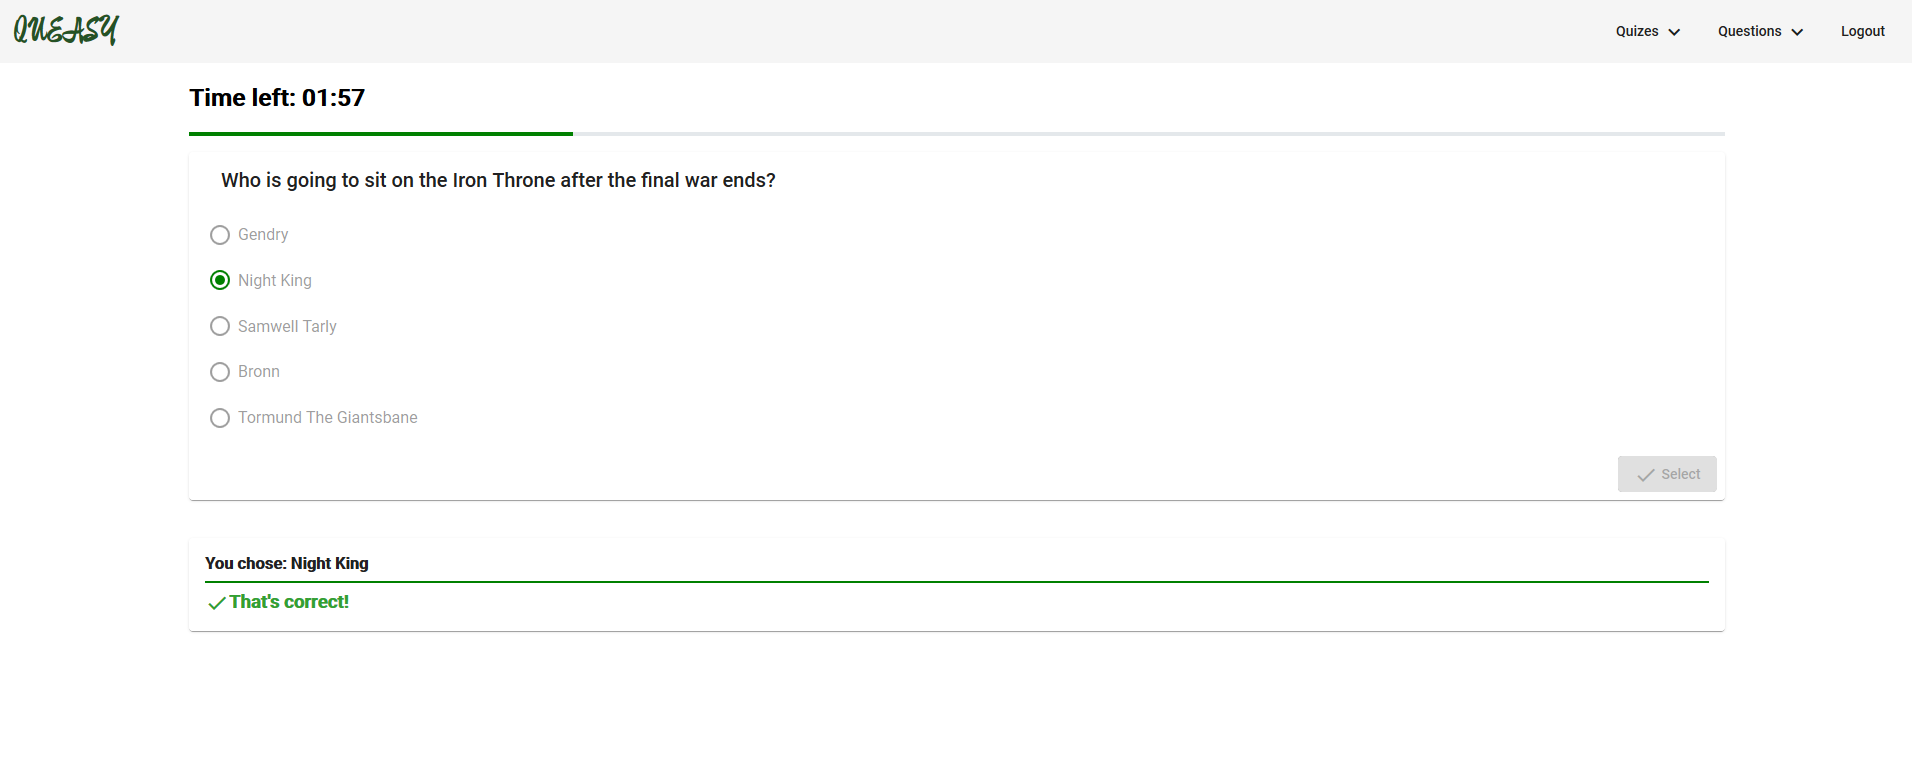 QUEASY
Quizes Questions Logout
Time left: 01:57
Who is going to sit on the Iron Throne after the final war ends?
Gendry
Night King
Samwell Tarly
Bronn
Tormund The Giantsbane
Select
You chose: Night King
That's correct!